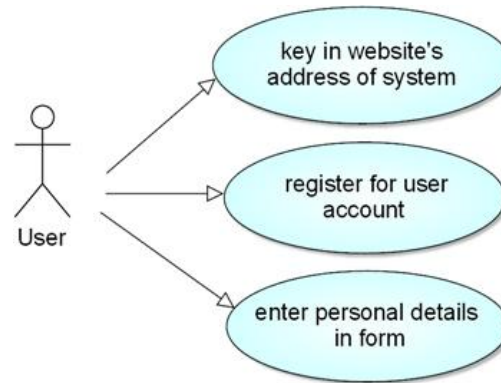 key in website's
address of system
register for user
account
User
enter personal details
in form